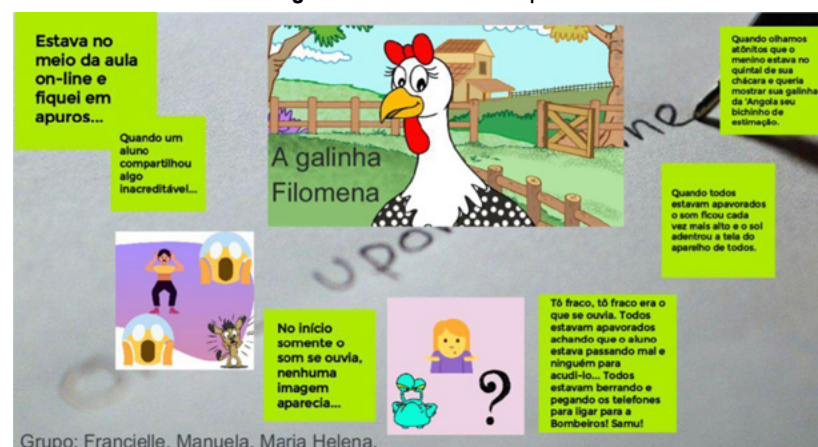 Estava no
meio da aula
on-line e
fiquei em
apuros...
Quando um
aluno
compartilhou
algo
inacreditável...
A galinha
Filomena
No início
somente o
som se ouvia,
nenhuma
imagem
aparecia...
?
Tô fraco, tô fraco era o
que se ouvia. Todos
estavam apavorados
achando que o aluno
estava passando mal e
ninguém para
acudi-lo... Todos
estavam berrando e
pegando os telefones
para ligar para a
Bombeiros! Samu!
Quando todos
estavam apavorados
o som ficou cada
vez mais alto e o sol
adentrou a tela do
aparelho de todos.
Quando olhamos
atônitos que o
menino estava no
quintal de sua
chácara e queria
mostrar sua galinha
da 'Angola seu
bichinho de
estimação.
upo
me
Grupo: Francielle, Manuela, Maria Helena,